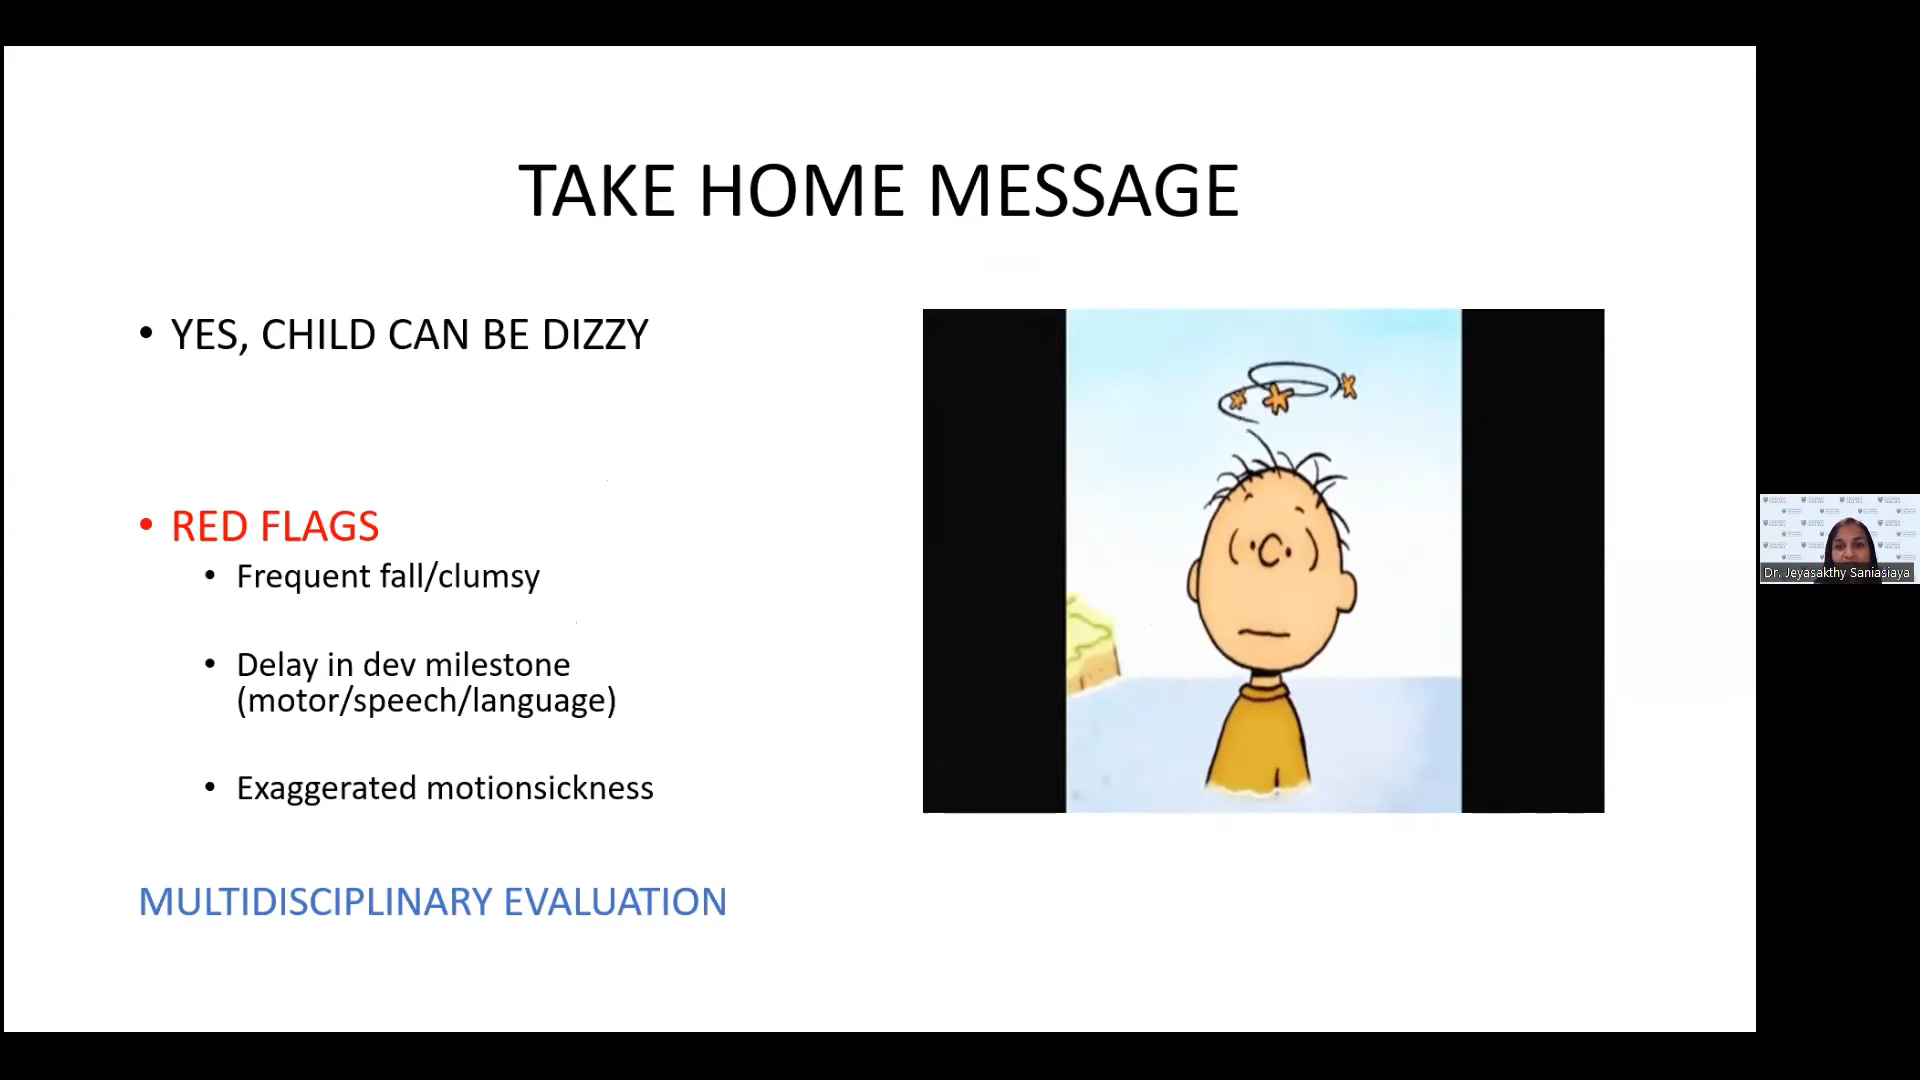 TAKE HOME MESSAGE
• YES, CHILD CAN BE DIZZY
• RED FLAGS
• Frequent fall/clumsy
• Delay in dev milestone
(motor/speech/language)
• Exaggerated motionsickness
MULTIDISCIPLINARY EVALUATION
Dr. Jeyasakthy Saniasiaya